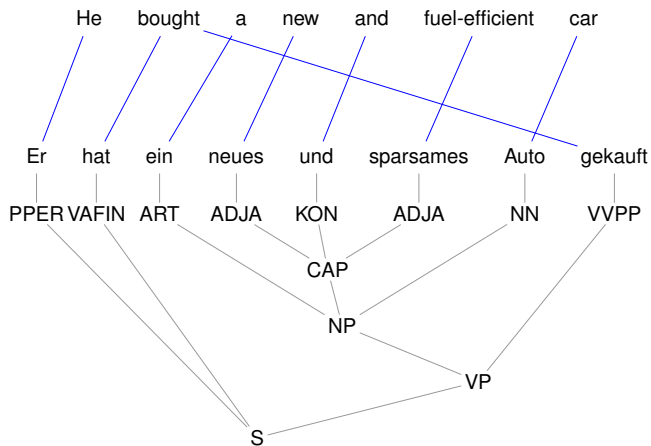 He bought a new and fuel-efficient car
Er hat ein neues und sparsames Auto gekauft
PPER VAFIN ART ADJA KON ADJA NN VVPP
CAP
NP
VP
S